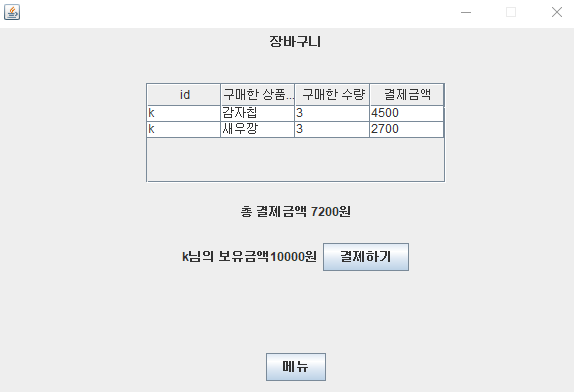 장바구니
id 구매한 상품... 구매한 수량 결제금액
k 감자칩 3 4500
k 새우깡 3 2700
총 결제금액 7200원
k님의 보유금액10000원 결제하기
메뉴